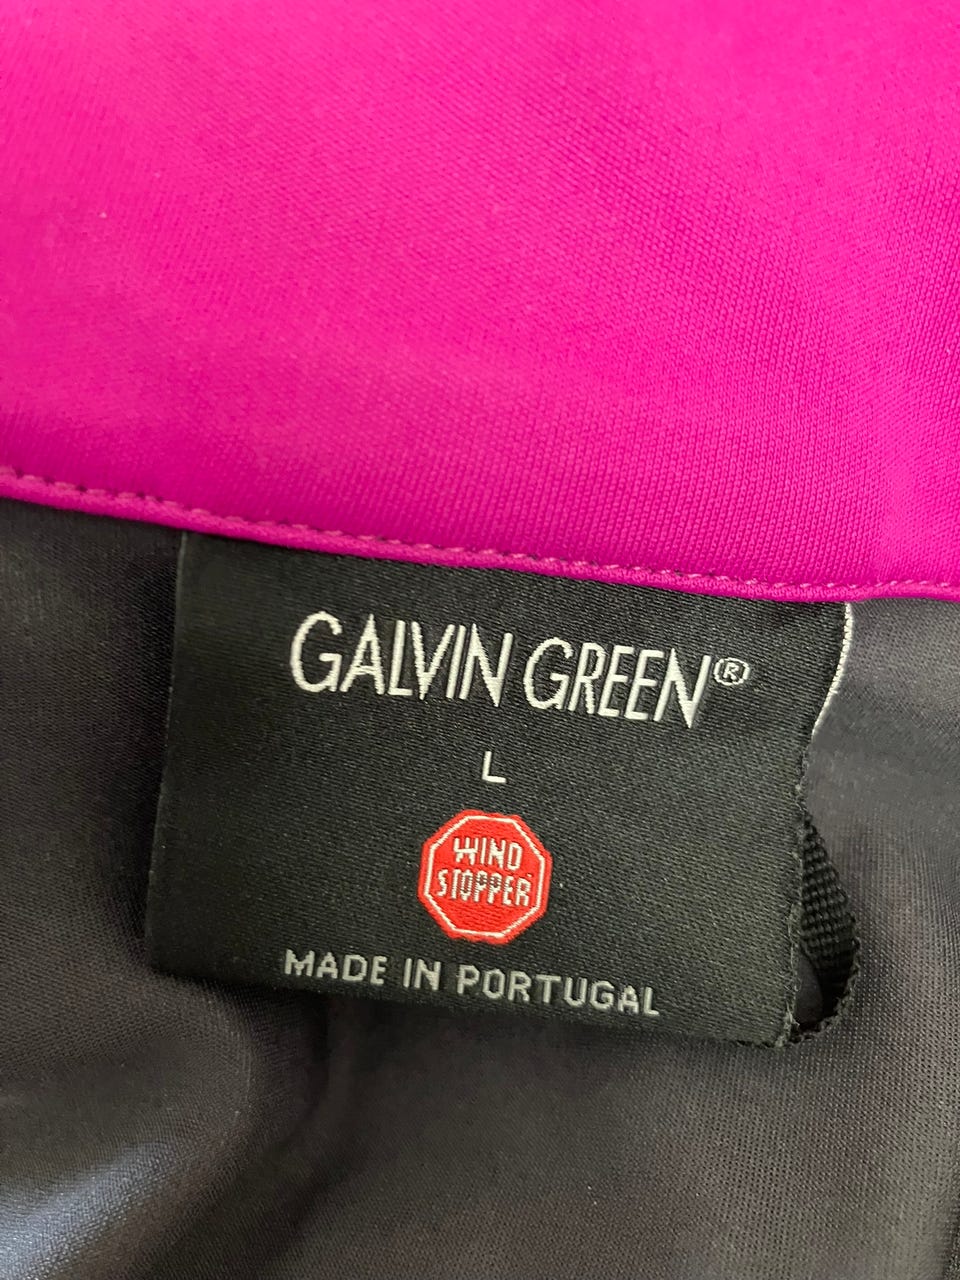 GALVIN GREEN®
L
WIND
STOPPER
MADE IN PORTUGAL